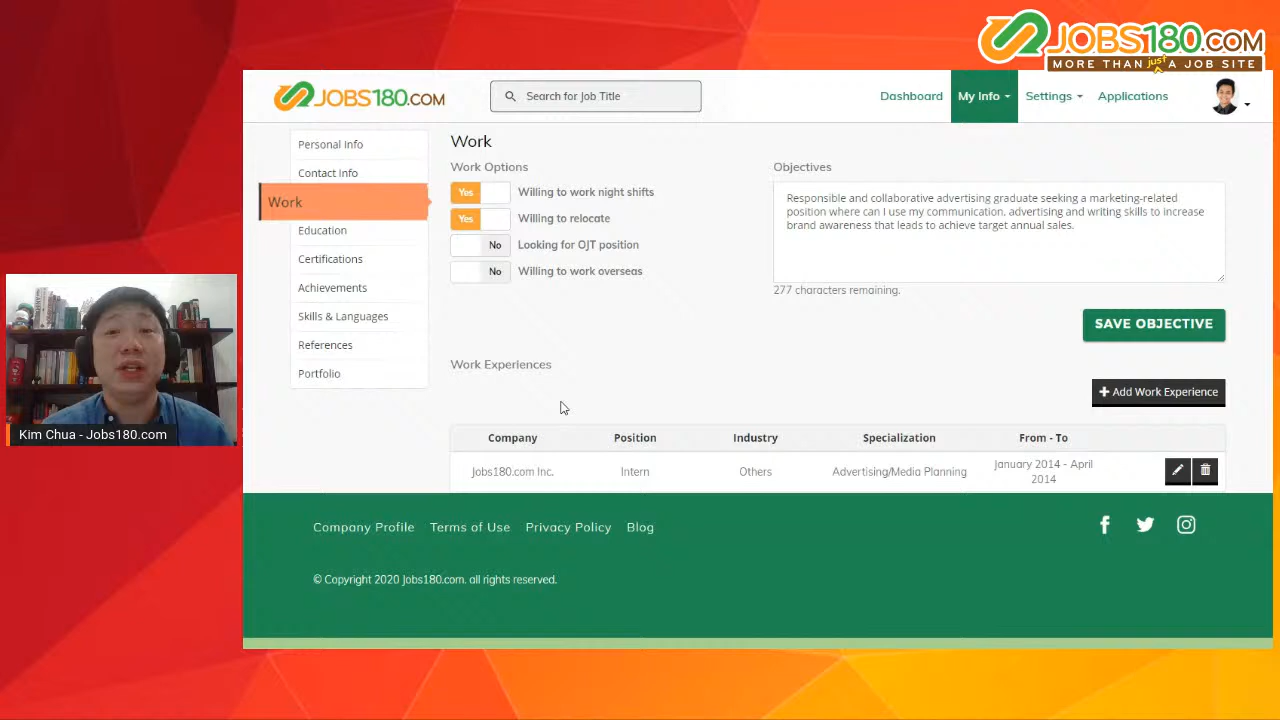 JOBS180.COM
MORE THAN just A JOB SITE
JOBS180.COM
Search for Job Title
Dashboard
My Info
Settings
Applications
Personal Info
Contact Info
Work
Education
Certifications
Achievements
Skills & Languages
References
Portfolio
Work
Work Options
Yes Willing to work night shifts
Yes Willing to relocate
No Looking for OJT position
No Willing to work overseas
Objectives
Responsible and collaborative advertising graduate seeking a marketing-related
position where can I use my communication, advertising and writing skills to increase
brand awareness that leads to achieve target annual sales.
277 characters remaining.
SAVE OBJECTIVE
Work Experiences
+ Add Work Experience
Company Position Industry Specialization From - To
Jobs180.com Inc. Intern Others Advertising/Media Planning January 2014 - April
2014
Kim Chua - Jobs180.com
Company Profile Terms of Use Privacy Policy Blog
© Copyright 2020 Jobs180.com. all rights reserved.